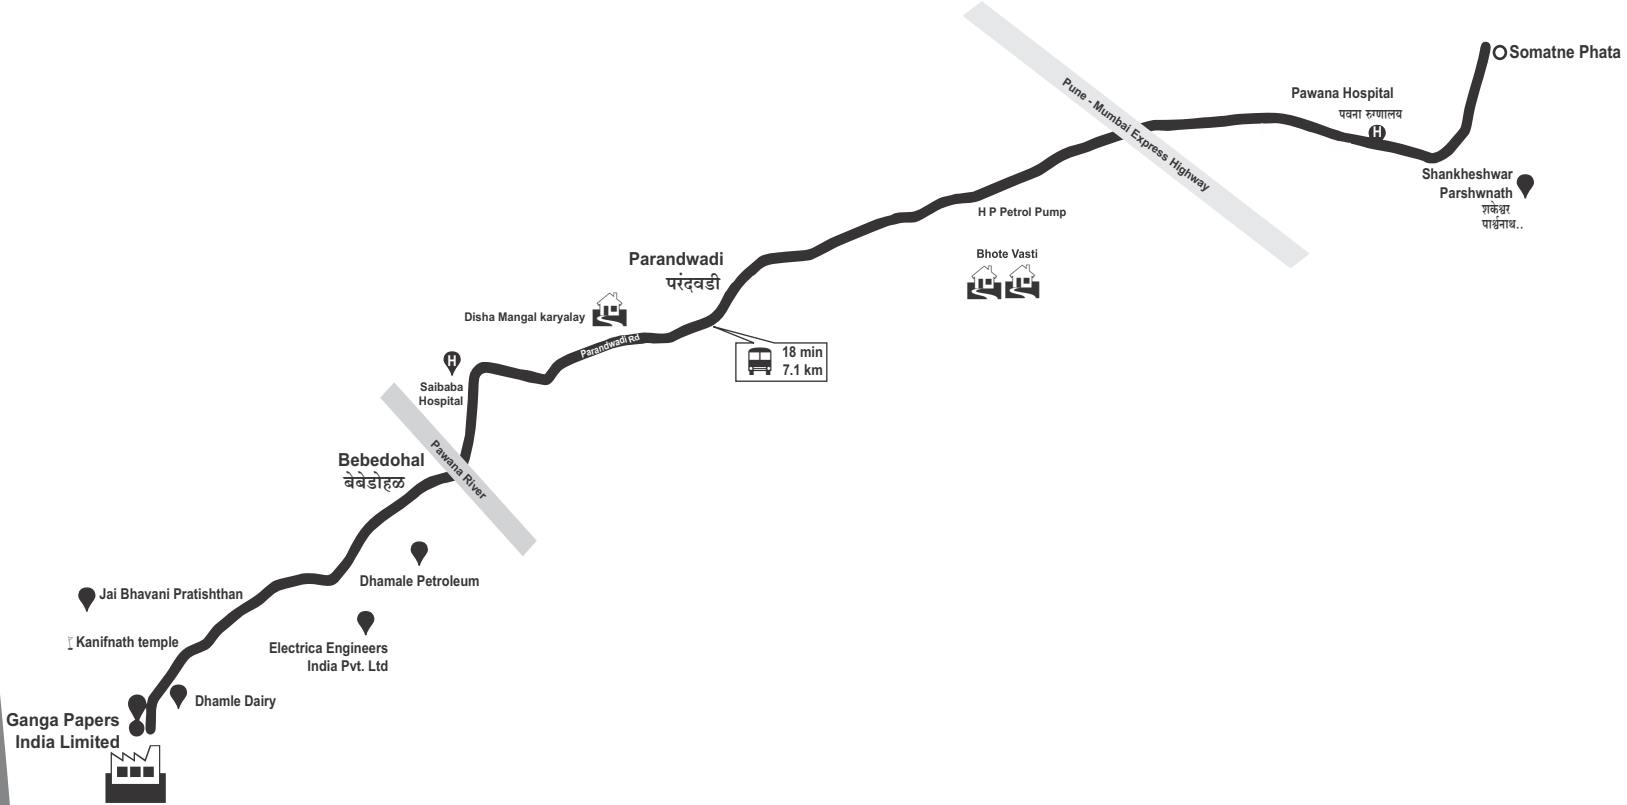 Somatne Phata
Pune - Mumbai Express Highway
Pawana Hospital
पवना रुग्णालय
H
Shankheshwar
Parshwnath
शकेश्वर
पार्श्वनाथ..
H P Petrol Pump
Bhote Vasti
Parandwadi
परंदवडी
Disha Mangal karyalay
Parandwadi Rd
18 min
7.1 km
H
Saibaba
Hospital
Pawana River
Bebedohal
बेबेडोहळ
Dhamale Petroleum
Jai Bhavani Pratishthan
Kanifnath temple
Electrica Engineers
India Pvt. Ltd
Dhamle Dairy
Ganga Papers
India Limited